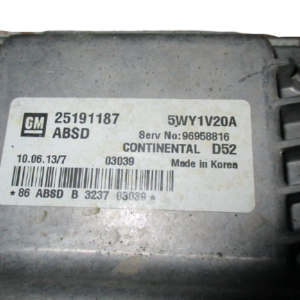 GM 25191187 5WY1V20A
ABSD Serv No:96958816
CONTINENTAL D52
10.06.13/7 03039 Made in Korea
*86 ABSD B 3237 03039*